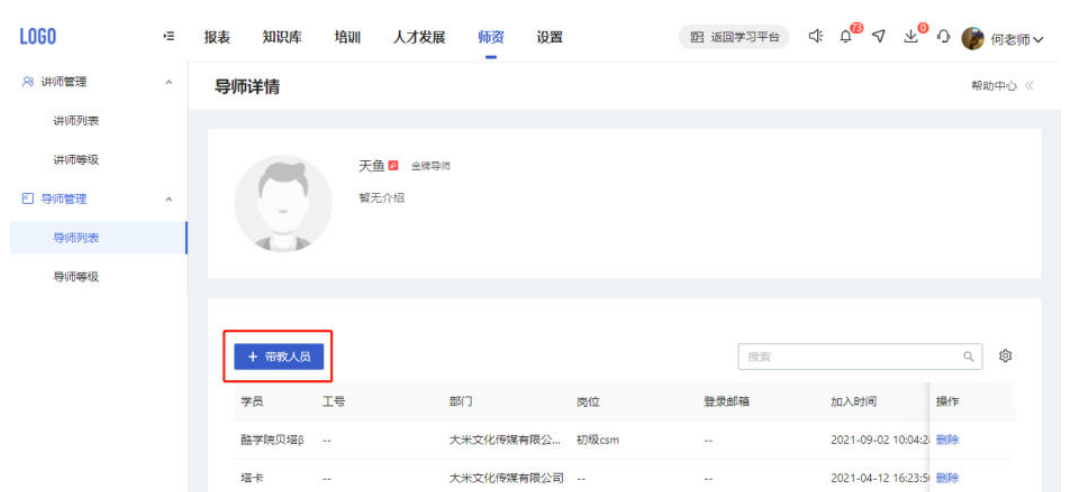 LOGO 报表 知识库 培训 人才发展 师资 设置 返回学习平台 73 0 何老师
讲师管理
讲师列表
讲师等级
导师管理
导师列表
导师等级
导师详情 帮助中心
天鱼 金牌导师
暂无介绍
+ 带教人员 搜索
学员 工号 部门 岗位 登录邮箱 加入时间 操作
酷学院贝塔β -- 大米文化传媒有限公... 初级csm -- 2021-09-02 10:04:2 删除
塔卡 -- 大米文化传媒有限公司 -- -- 2021-04-12 16:23:5 删除